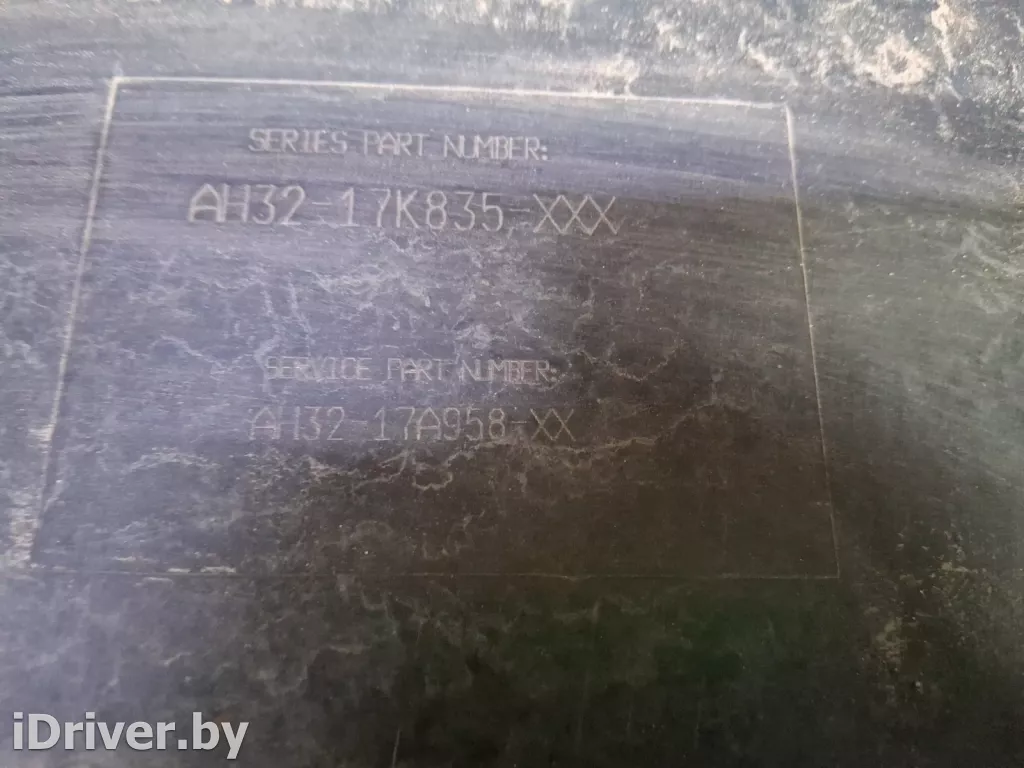 SERIES PART NUMBER:
AH32-17K835-XXX
SERVICE PART NUMBER:
AH32-17A958-XX
iDriver.by